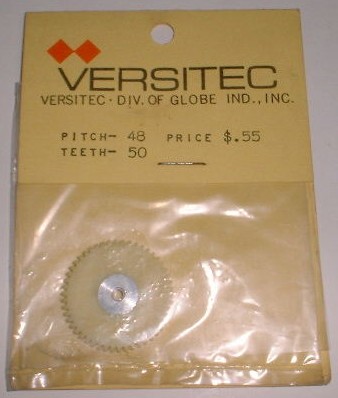 VERSITEC
VERSITEC · DIV. OF GLOBE IND., INC.
PITCH- 48 PRICE $.55
TEETH- 50